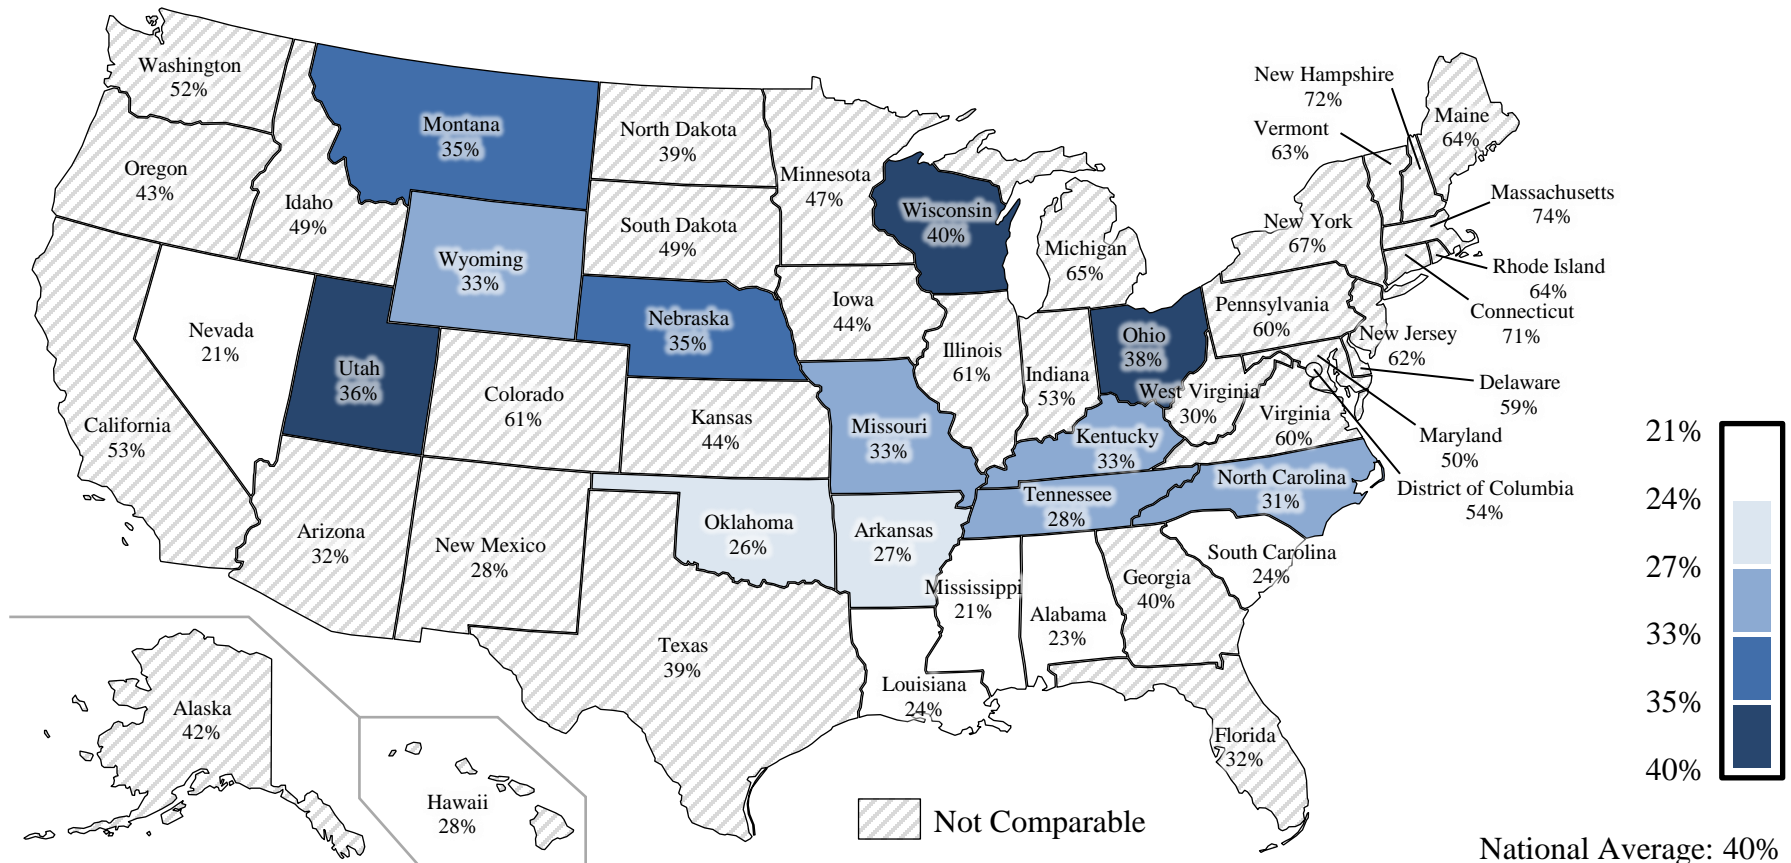 Washington
52%
Oregon
43%
California
53%
Idaho
49%
Nevada
21%
Montana
35%
Wyoming
33%
Utah
36%
Arizona
32%
Colorado
61%
New Mexico
28%
North Dakota
39%
South Dakota
49%
Nebraska
35%
Kansas
44%
Oklahoma
26%
Texas
39%
Minnesota
47%
Iowa
44%
Missouri
33%
Arkansas
27%
Louisiana
24%
Wisconsin
40%
Illinois
61%
Michigan
65%
Indiana
53%
Ohio
38%
Kentucky
33%
Tennessee
28%
Mississippi
21%
Alabama
23%
Georgia
40%
Florida
32%
South Carolina
24%
North Carolina
31%
West Virginia
30%
Virginia
60%
Pennsylvania
60%
New York
67%
New Hampshire
72%
Vermont
63%
Maine
64%
Massachusetts
74%
Rhode Island
64%
Connecticut
71%
New Jersey
62%
Delaware
59%
Maryland
50%
District of Columbia
54%
Alaska
42%
Hawaii
28%
Not Comparable
21%
24%
27%
33%
35%
40%
National Average: 40%